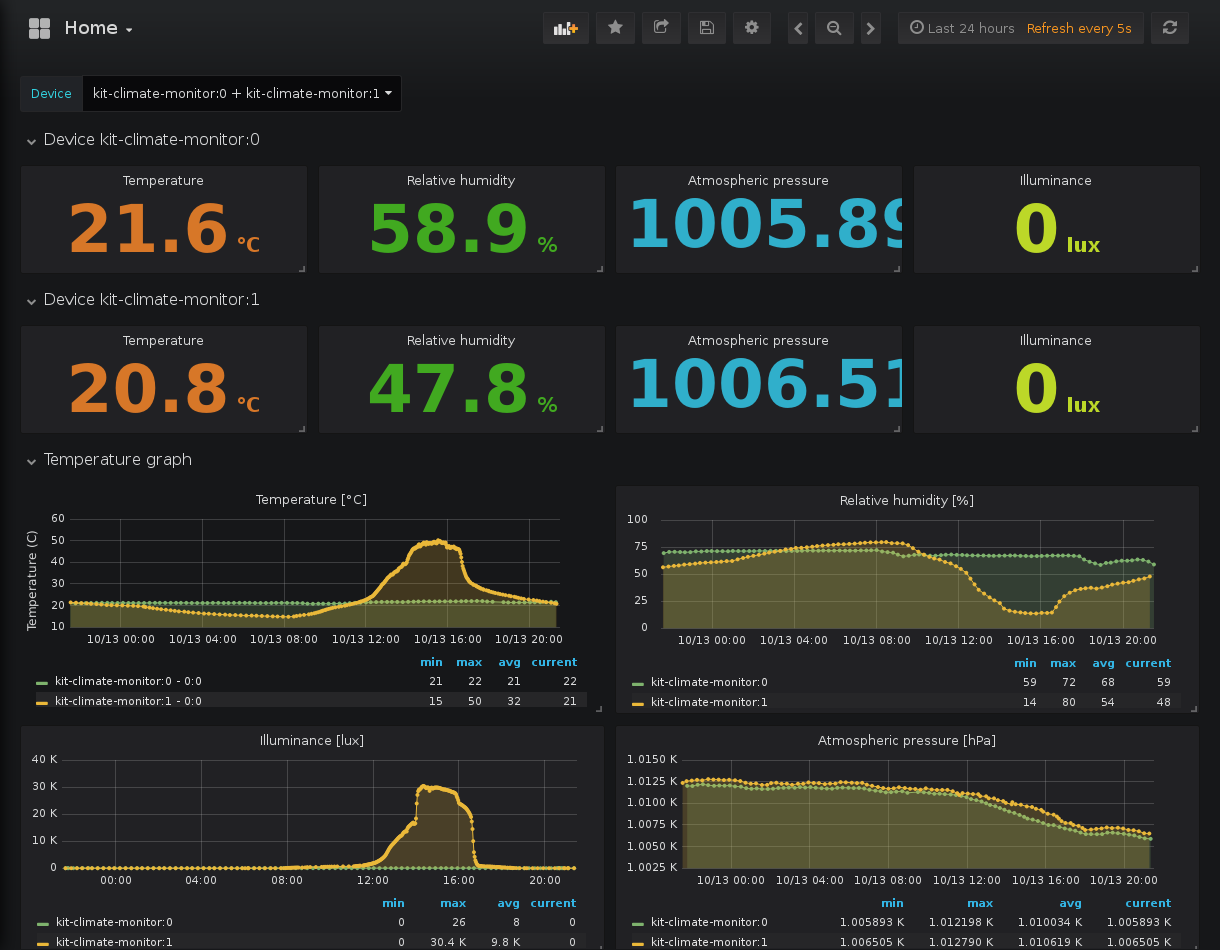 Home
Last 24 hours Refresh every 5s
Device kit-climate-monitor:0 + kit-climate-monitor:1
Device kit-climate-monitor:0
Temperature Relative humidity Atmospheric pressure Illuminance
21.6 °C 58.9 % 1005.89 0 lux
Device kit-climate-monitor:1
Temperature Relative humidity Atmospheric pressure Illuminance
20.8 °C 47.8 % 1006.51 0 lux
Temperature graph
Temperature [°C]
Temperature (C)
60
50
40
30
20
10
10/13 00:00 10/13 04:00 10/13 08:00 10/13 12:00 10/13 16:00 10/13 20:00
min max avg current
kit-climate-monitor:0 - 0:0 21 22 21 22
kit-climate-monitor:1 - 0:0 15 50 32 21
Relative humidity [%]
100
75
50
25
0
10/13 00:00 10/13 04:00 10/13 08:00 10/13 12:00 10/13 16:00 10/13 20:00
min max avg current
kit-climate-monitor:0 59 72 68 59
kit-climate-monitor:1 14 80 54 48
Illuminance [lux]
40 K
30 K
20 K
10 K
0
00:00 04:00 08:00 12:00 16:00 20:00
min max avg current
kit-climate-monitor:0 0 26 8 0
kit-climate-monitor:1 0 30.4 K 9.8 K 0
Atmospheric pressure [hPa]
1.0150 K
1.0125 K
1.0100 K
1.0075 K
1.0050 K
1.0025 K
10/13 00:00 10/13 04:00 10/13 08:00 10/13 12:00 10/13 16:00 10/13 20:00
min max avg current
kit-climate-monitor:0 1.005893 K 1.012198 K 1.010034 K 1.005893 K
kit-climate-monitor:1 1.006505 K 1.012790 K 1.010619 K 1.006505 K